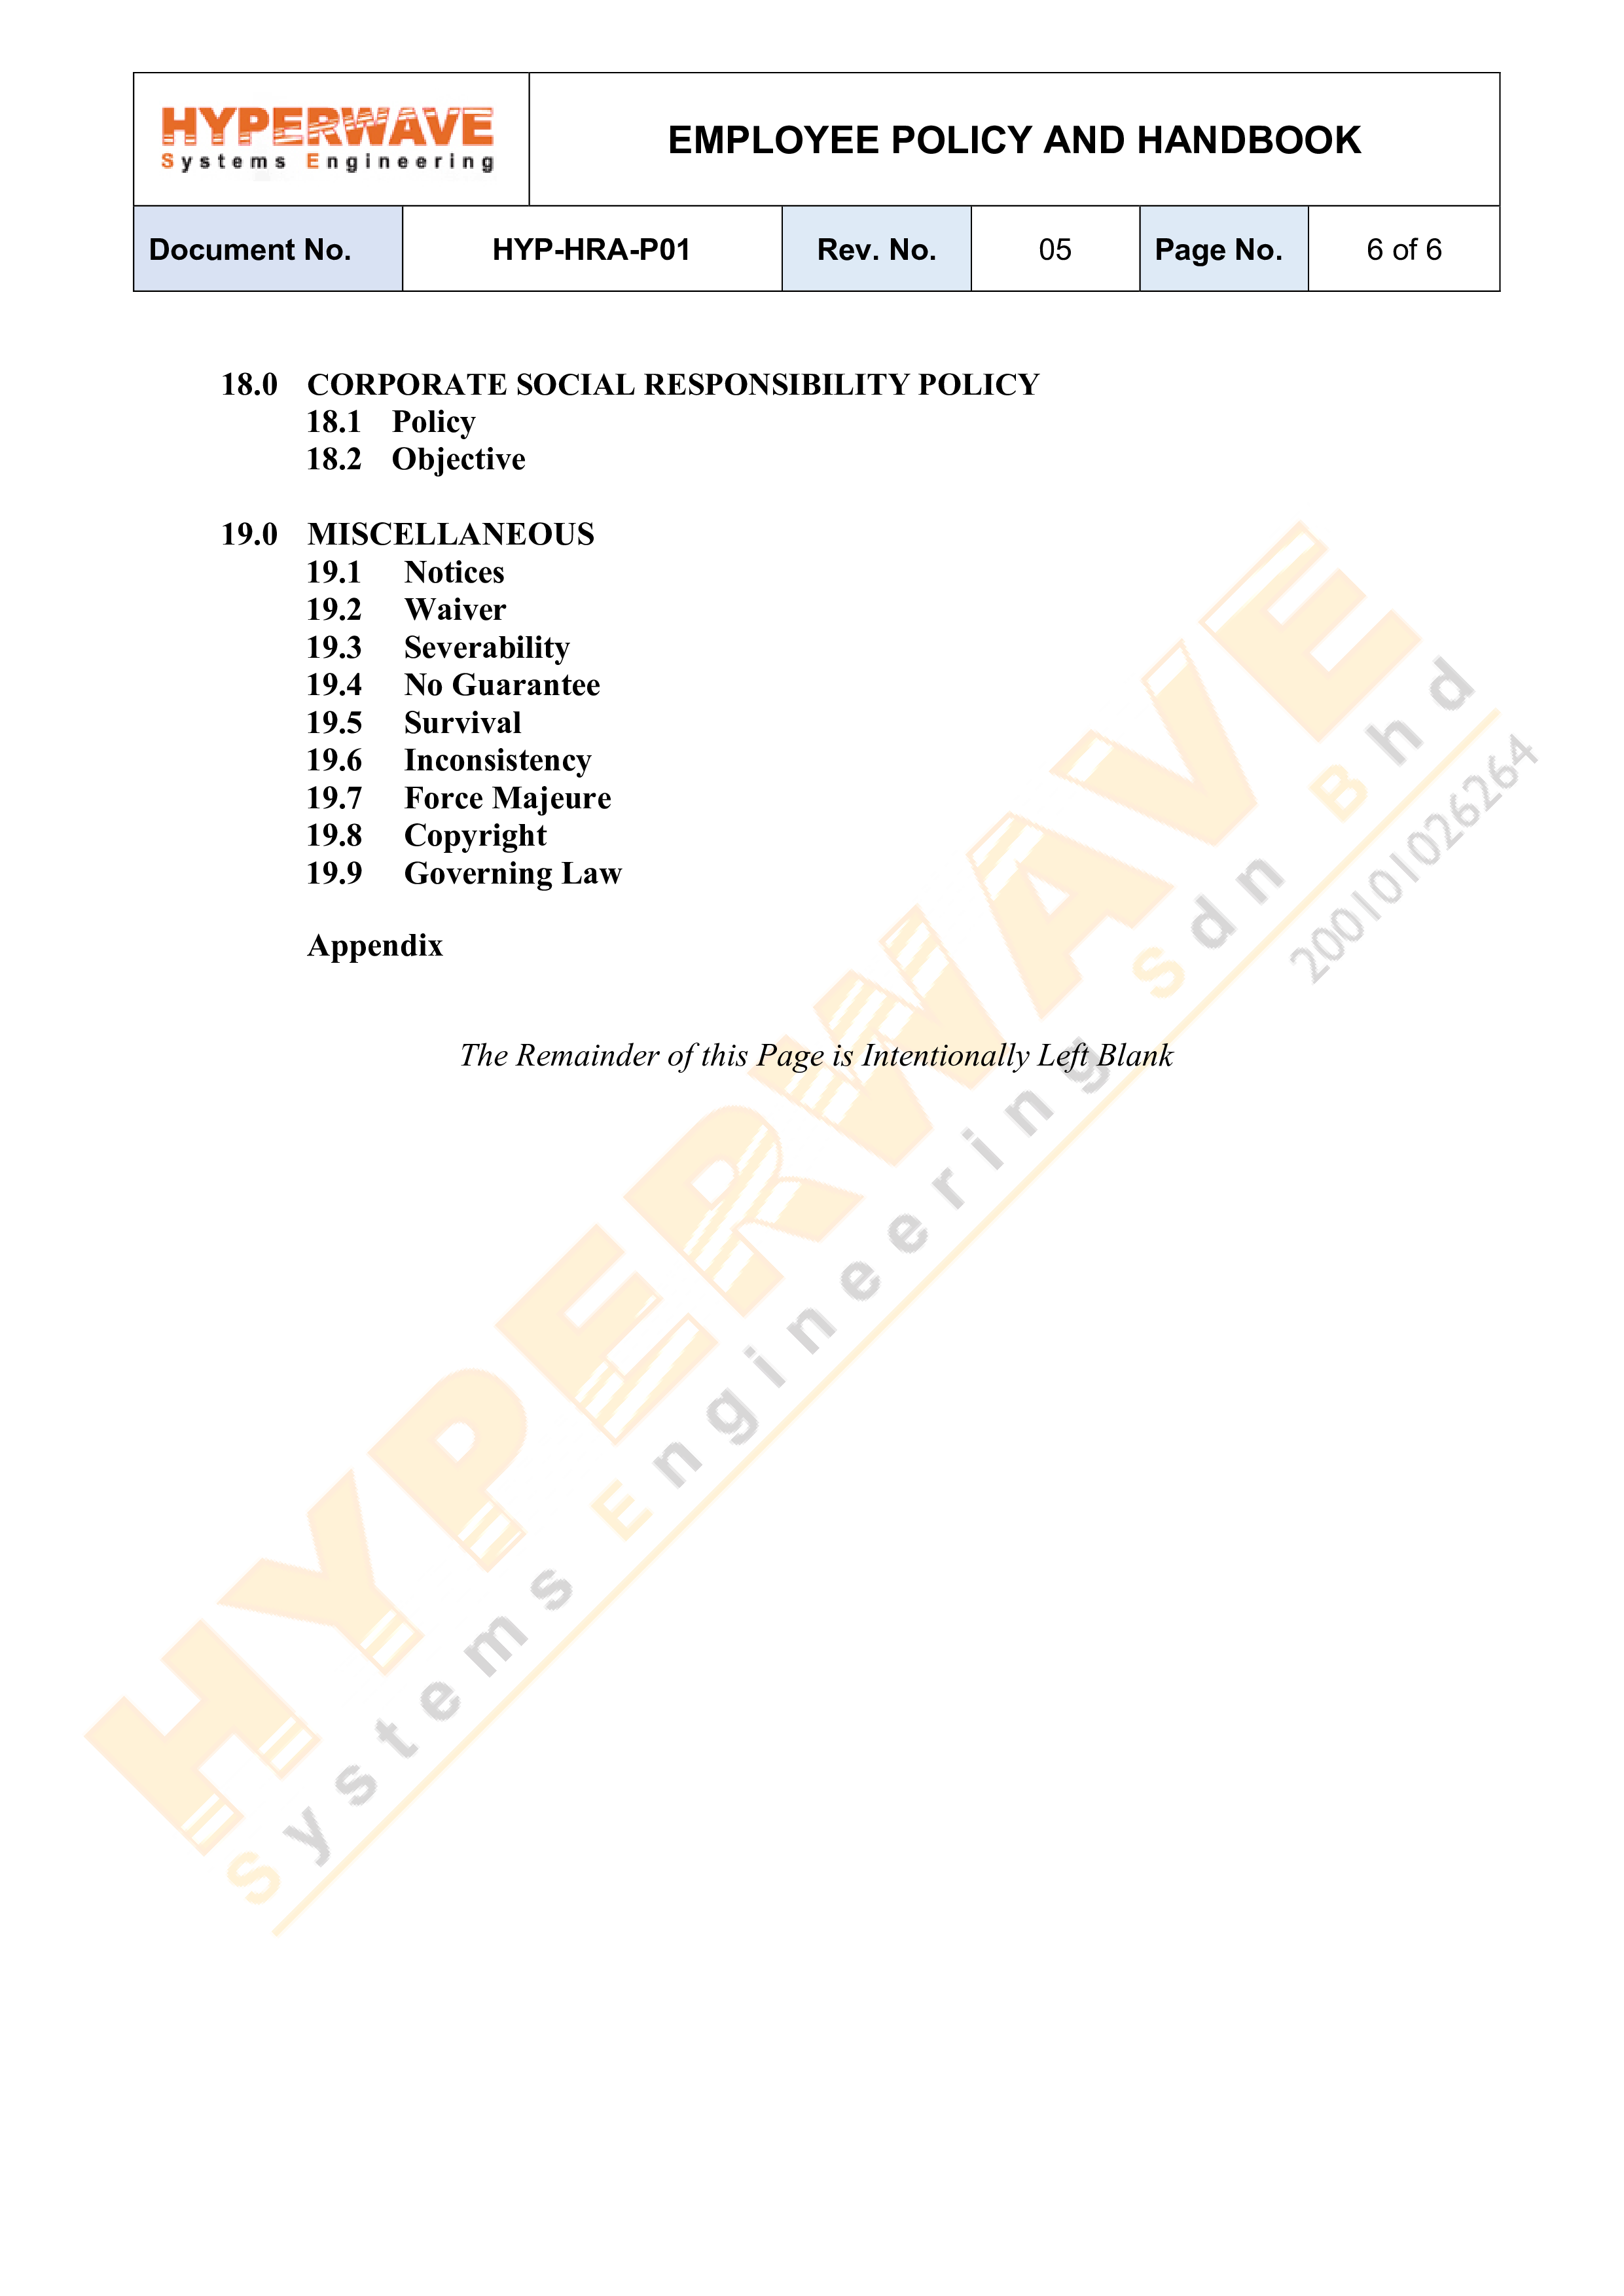 HYPERWAVE
Systems Engineering
EMPLOYEE POLICY AND HANDBOOK
Document No. HYP-HRA-P01 Rev. No. 05 Page No. 6 of 6
18.0 CORPORATE SOCIAL RESPONSIBILITY POLICY
18.1 Policy
18.2 Objective
19.0 MISCELLANEOUS
19.1 Notices
19.2 Waiver
19.3 Severability
19.4 No Guarantee
19.5 Survival
19.6 Inconsistency
19.7 Force Majeure
19.8 Copyright
19.9 Governing Law
Appendix
The Remainder of this Page is Intentionally Left Blank
HYPERWAVE
Systems Engineering Sdn Bhd
200101026264